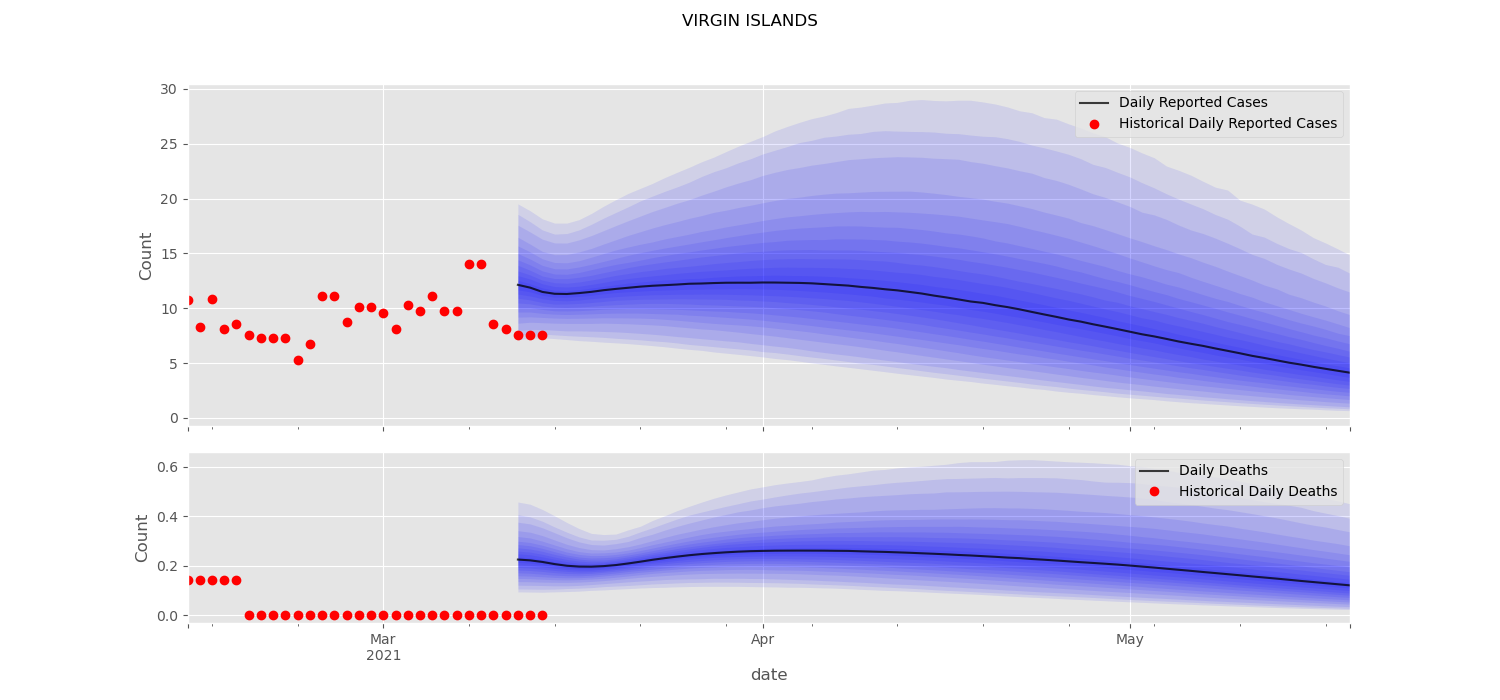 VIRGIN ISLANDS
30
25
20
15
10
5
0
Count
Daily Reported Cases
Historical Daily Reported Cases
0.6
0.4
0.2
0.0
Count
Daily Deaths
Historical Daily Deaths
Mar
2021
Apr
May
date